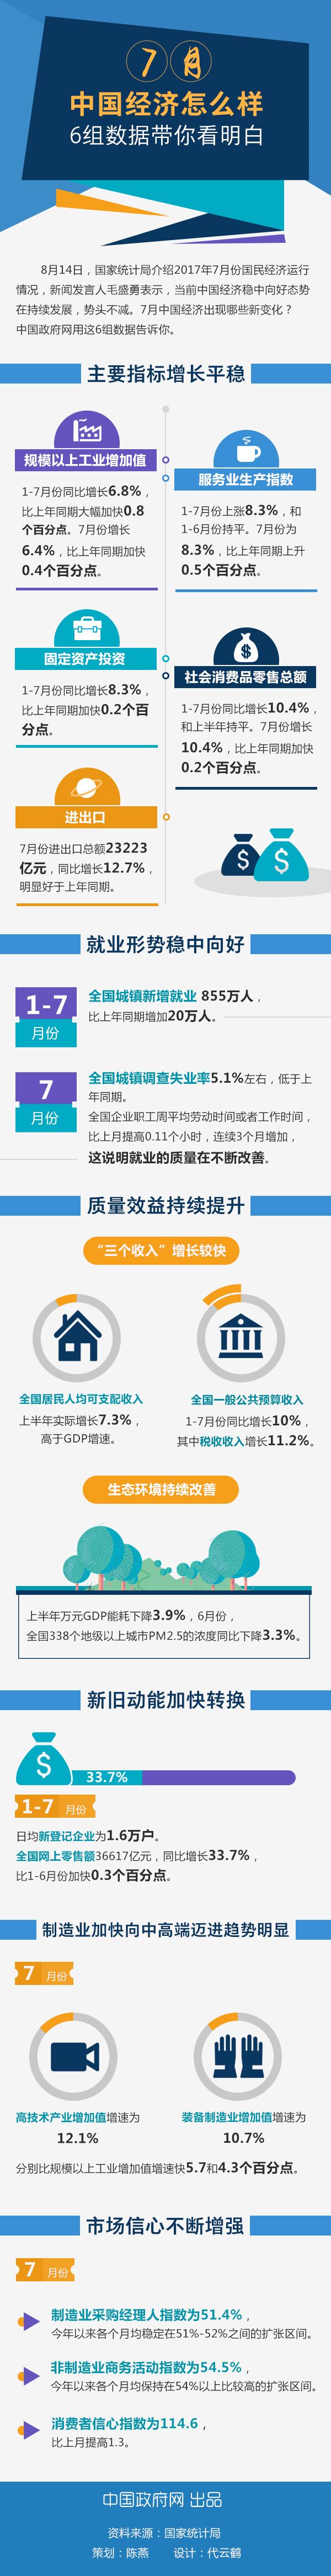 7月
中国经济怎么样
6组数据带你看明白
8月14日，国家统计局介绍2017年7月份国民经济运行
情况，新闻发言人毛盛勇表示，当前中国经济稳中向好态势
在持续发展，势头不减。7月中国经济出现哪些新变化？
中国政府网用这6组数据告诉你。
主要指标增长平稳
规模以上工业增加值
1-7月份同比增长6.8%，
比上年同期大幅加快0.8
个百分点。7月份增长
6.4%，比上年同期加快
0.4个百分点。
服务业生产指数
1-7月份上涨8.3%，和
1-6月份持平。7月份为
8.3%，比上年同期上升
0.5个百分点。
固定资产投资
1-7月份同比增长8.3%，
比上年同期加快0.2个百
分点。
社会消费品零售总额
1-7月份同比增长10.4%，
和上半年持平。7月份增长
10.4%，比上年同期加快
0.2个百分点。
进出口
7月份进出口总额23223
亿元，同比增长12.7%，
明显好于上年同期。
就业形势稳中向好
1-7
月份
全国城镇新增就业 855万人，
比上年同期增加20万人。
7
月份
全国城镇调查失业率5.1%左右，低于上
年同期。
全国企业职工周平均劳动时间或者工作时间，
比上月提高0.11个小时，连续3个月增加，
这说明就业的质量在不断改善。
质量效益持续提升
“三个收入”增长较快
全国居民人均可支配收入
上半年实际增长7.3%，
高于GDP增速。
全国一般公共预算收入
1-7月份同比增长10%，
其中税收收入增长11.2%。
生态环境持续改善
上半年万元GDP能耗下降3.9%，6月份，
全国338个地级以上城市PM2.5的浓度同比下降3.3%。
新旧动能加快转换
33.7%
1-7 月份
日均新登记企业为1.6万户。
全国网上零售额36617亿元，同比增长33.7%，
比1-6月份加快0.3个百分点。
制造业加快向中高端迈进趋势明显
7 月份
高技术产业增加值增速为
12.1%
装备制造业增加值增速为
10.7%
分别比规模以上工业增加值增速快5.7和4.3个百分点。
市场信心不断增强
7 月份
制造业采购经理人指数为51.4%，
今年以来各个月均稳定在51%-52%之间的扩张区间。
非制造业商务活动指数为54.5%，
今年以来各个月均保持在54%以上比较高的扩张区间。
消费者信心指数为114.6，
比上月提高1.3。
中国政府网 出品
资料来源：国家统计局
策划：陈燕 设计：代云鹤